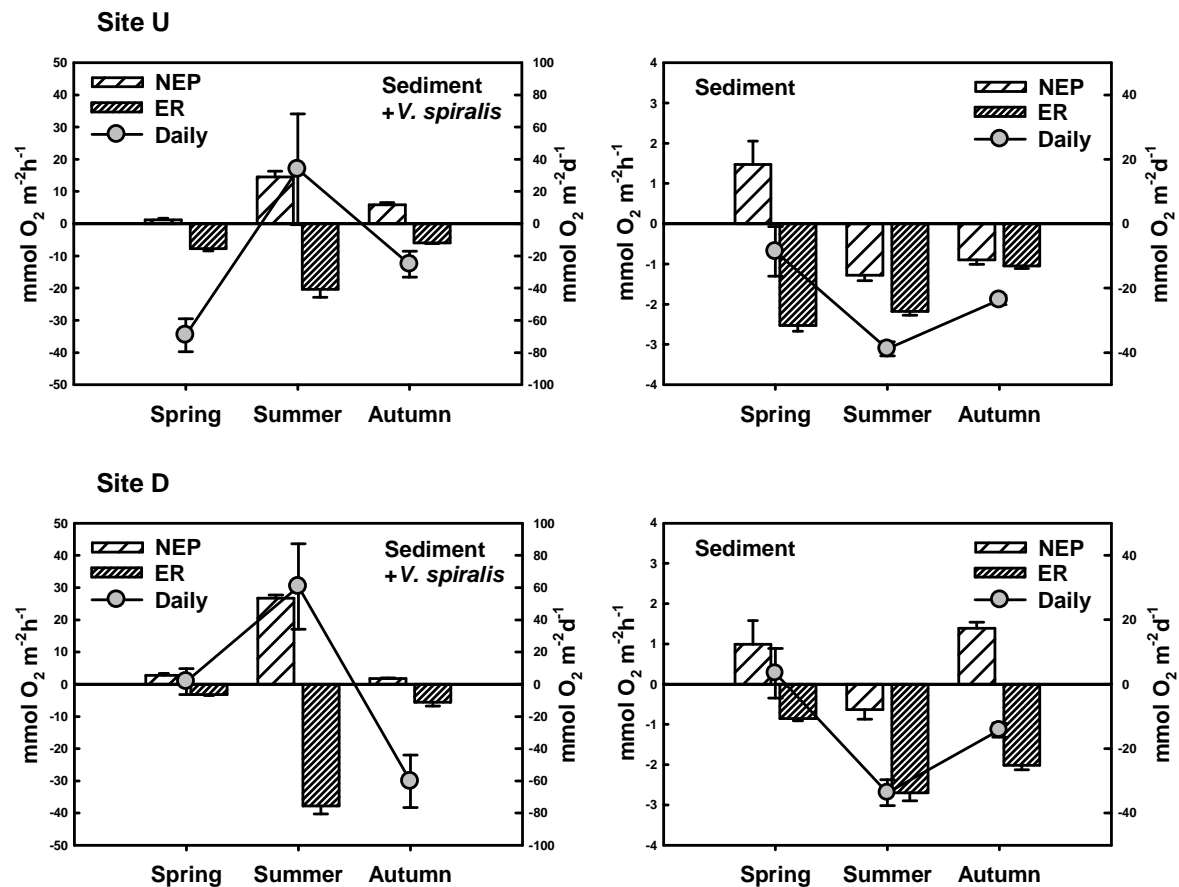 Site U
50
40
30
20
10
0
-10
-20
-30
-40
-50
mmol O2 m-2h-1
NEP
ER
Daily
Sediment
+V. spiralis
100
80
60
40
20
0
-20
-40
-60
-80
-100
mmol O2 m-2d-1
Spring Summer Autumn
4
3
2
1
0
-1
-2
-3
-4
mmol O2 m-2h-1
Sediment
NEP
ER
Daily
40
20
0
-20
-40
mmol O2 m-2d-1
Spring Summer Autumn
Site D
50
40
30
20
10
0
-10
-20
-30
-40
-50
mmol O2 m-2h-1
NEP
ER
Daily
Sediment
+V. spiralis
100
80
60
40
20
0
-20
-40
-60
-80
-100
mmol O2 m-2d-1
Spring Summer Autumn
4
3
2
1
0
-1
-2
-3
-4
mmol O2 m-2h-1
Sediment
NEP
ER
Daily
40
20
0
-20
-40
mmol O2 m-2d-1
Spring Summer Autumn